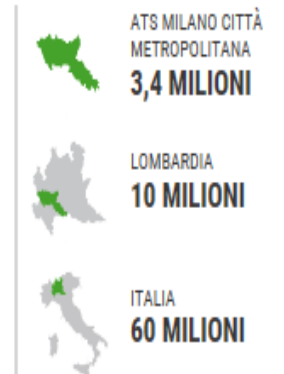 ATS MILANO CITTÀ
METROPOLITANA
3,4 MILIONI
LOMBARDIA
10 MILIONI
ITALIA
60 MILIONI